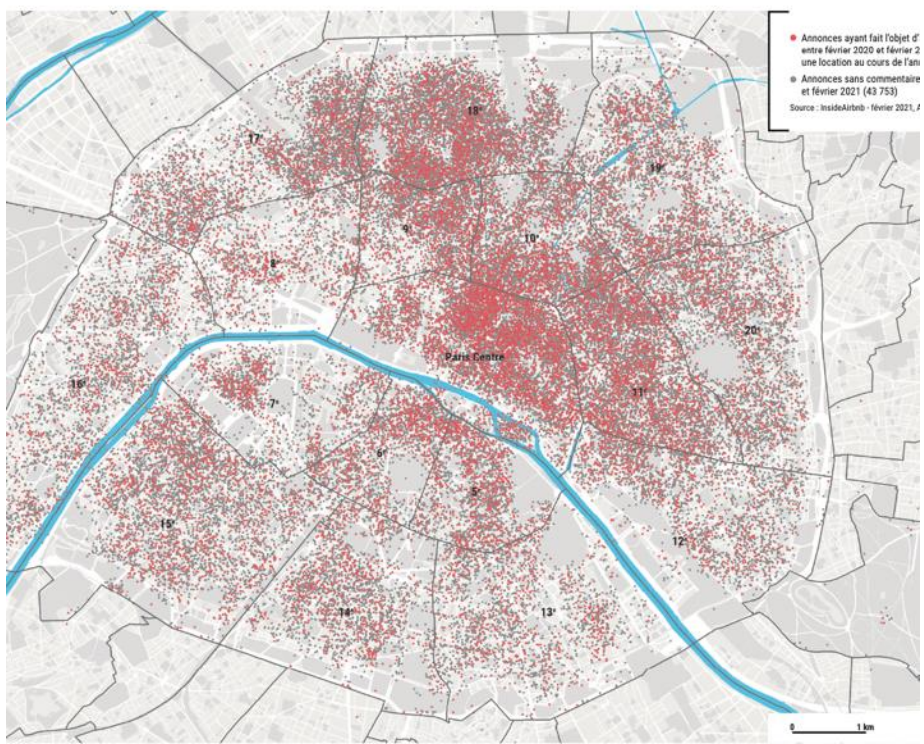 Annonces ayant fait l'objet d'
entre février 2020 et février 2
une location au cours de l'an
Annonces sans commentaire
et février 2021 (43 753)
Source : InsideAirbnb - février 2021, A
18ᵉ
17ᵉ
19ᵉ
9ᵉ
10ᵉ
8ᵉ
20ᵉ
Paris Centre
16ᵉ
7ᵉ
11ᵉ
6ᵉ
5ᵉ
15ᵉ
12ᵉ
14ᵉ
13ᵉ
0 1 km